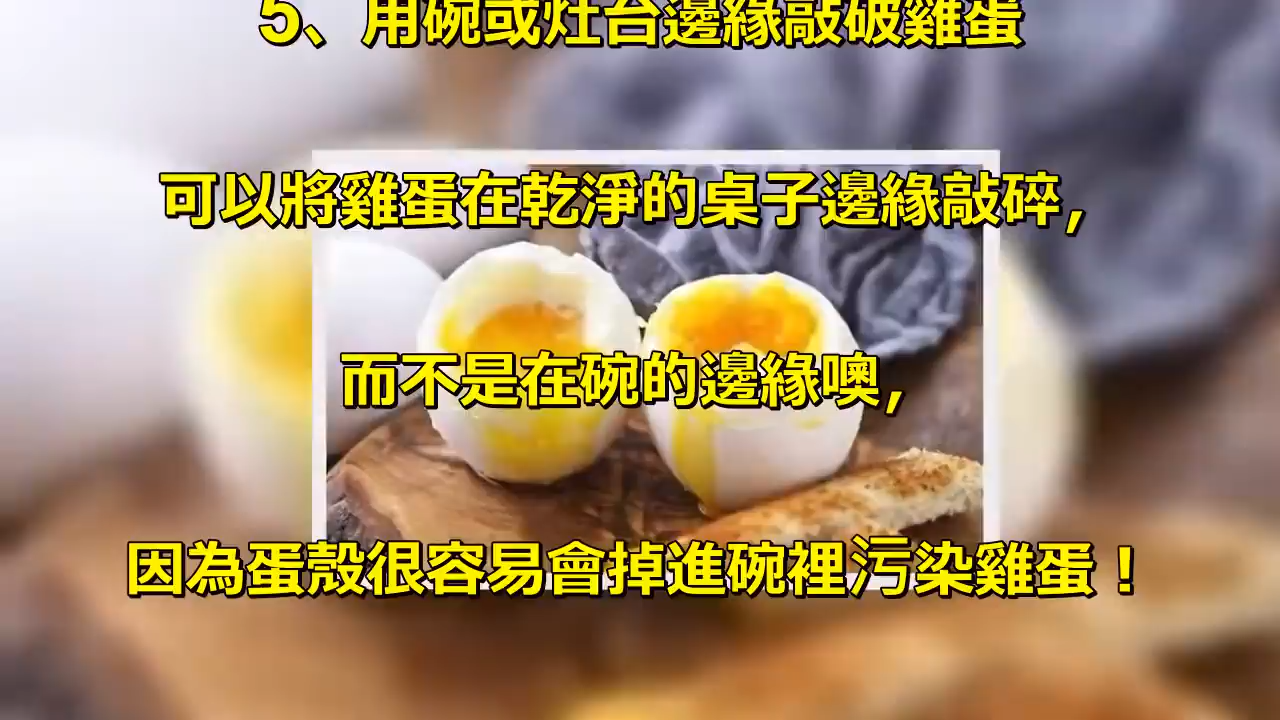 5、用碗或灶台邊緣敲破雞蛋
可以將雞蛋在乾淨的桌子邊緣敲碎，
而不是在碗的邊緣噢，
因為蛋殼很容易會掉進碗裡污染雞蛋！